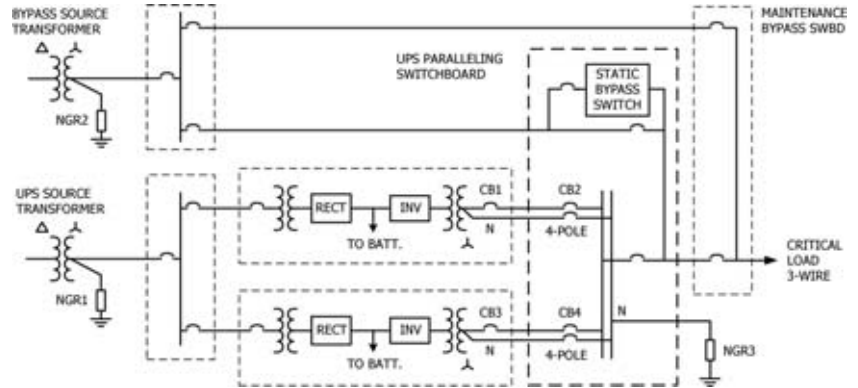 BYPASS SOURCE
TRANSFORMER
NGR2
UPS PARALLELING
SWITCHBOARD
STATIC
BYPASS
SWITCH
MAINTENANCE
BYPASS SWBD
UPS SOURCE
TRANSFORMER
NGR1
RECT
INV
TO BATT.
CB1
N
CB2
4-POLE
RECT
INV
TO BATT.
CB3
N
CB4
4-POLE
N
NGR3
CRITICAL
LOAD
3-WIRE